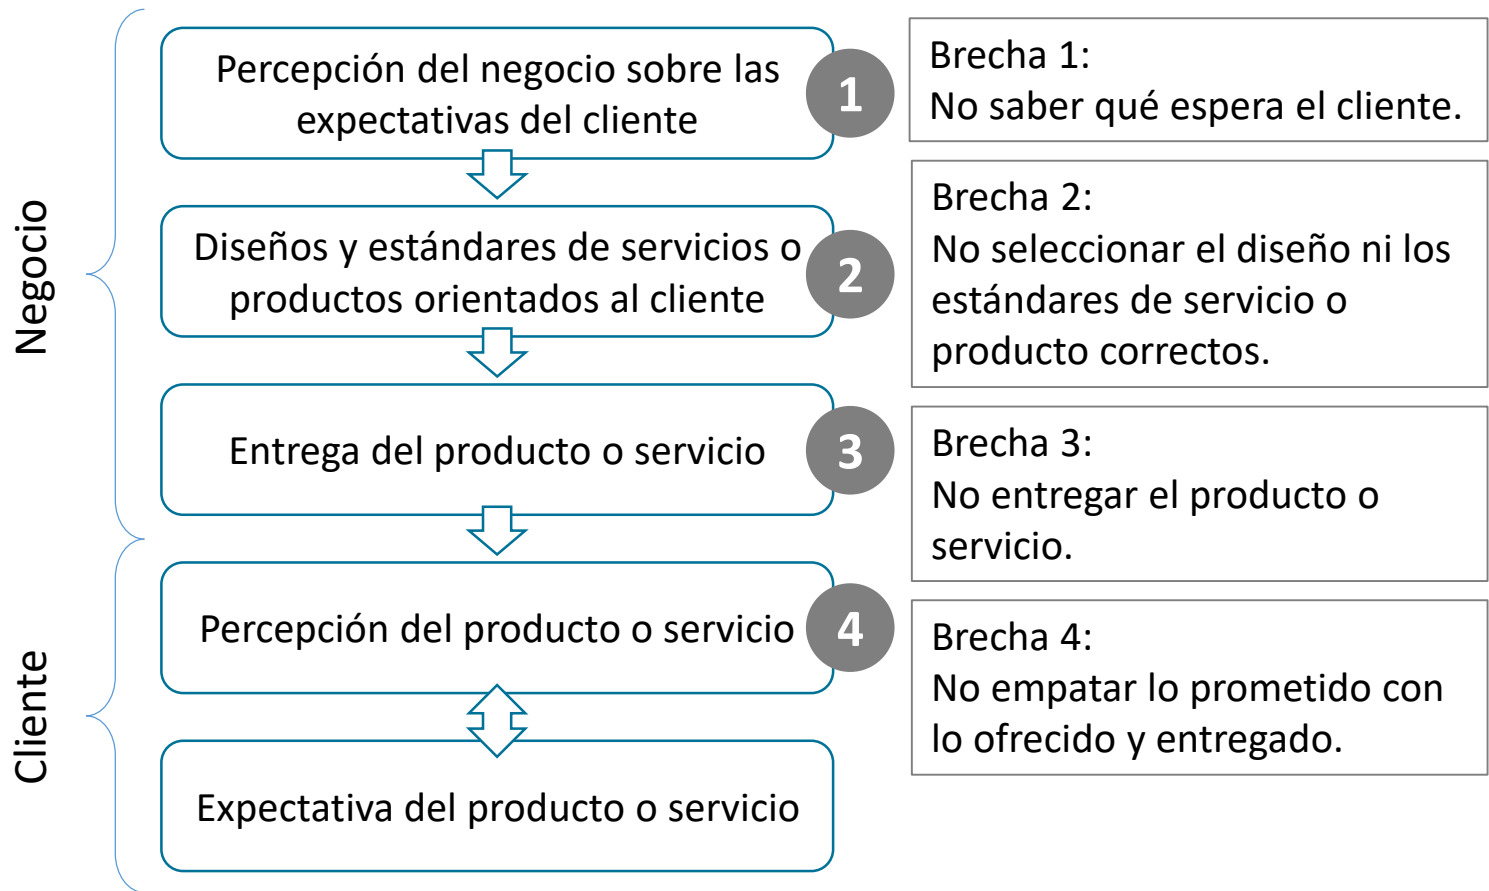 Negocio
Percepción del negocio sobre las
expectativas del cliente
1
Brecha 1:
No saber qué espera el cliente.
Diseños y estándares de servicios o
productos orientados al cliente
2
Brecha 2:
No seleccionar el diseño ni los
estándares de servicio o
producto correctos.
Entrega del producto o servicio
3
Brecha 3:
No entregar el producto o
servicio.
Cliente
Percepción del producto o servicio
4
Brecha 4:
No empatar lo prometido con
lo ofrecido y entregado.
Expectativa del producto o servicio